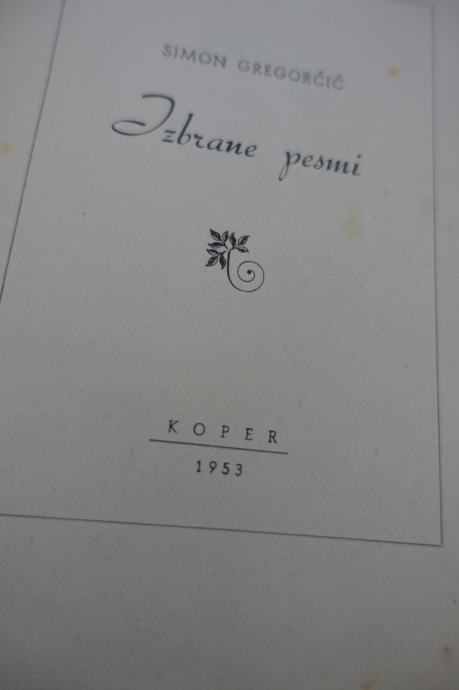 SIMON GREGORČIČ
Izbrane pesmi
KOPER
1953